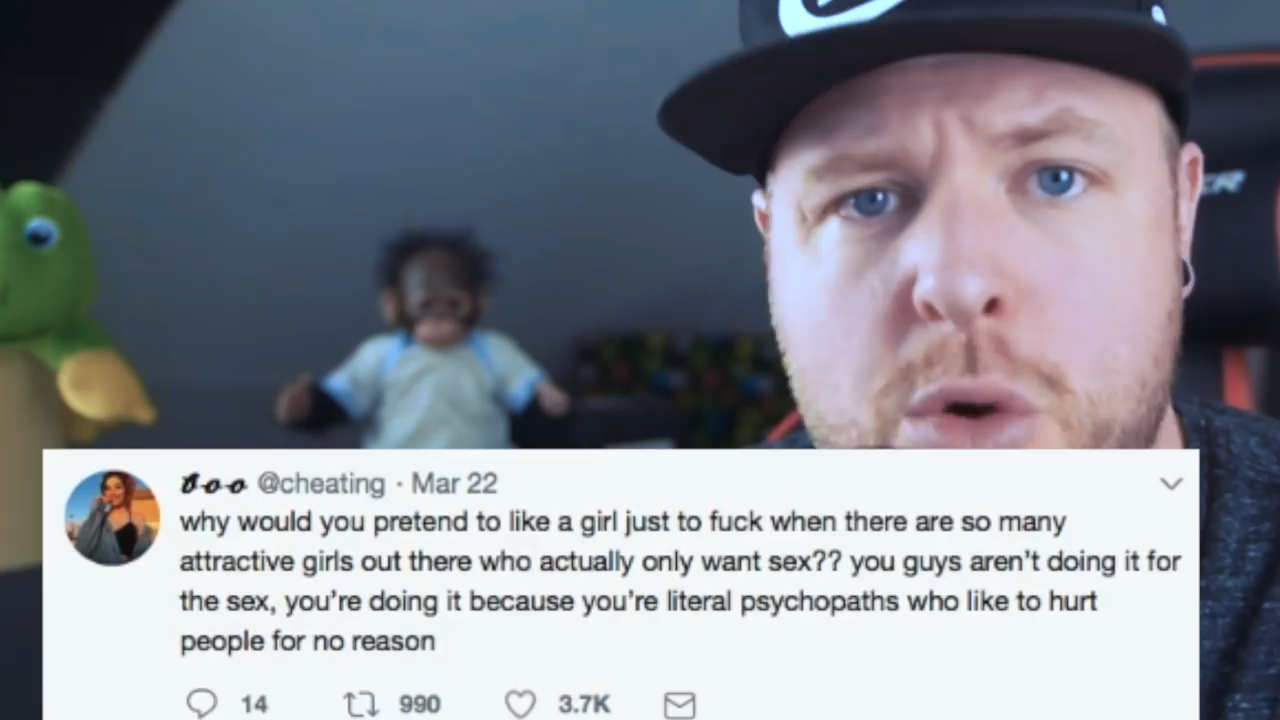 boo @cheating · Mar 22
why would you pretend to like a girl just to fuck when there are so many
attractive girls out there who actually only want sex?? you guys aren't doing it for
the sex, you're doing it because you're literal psychopaths who like to hurt
people for no reason
14 990 3.7K